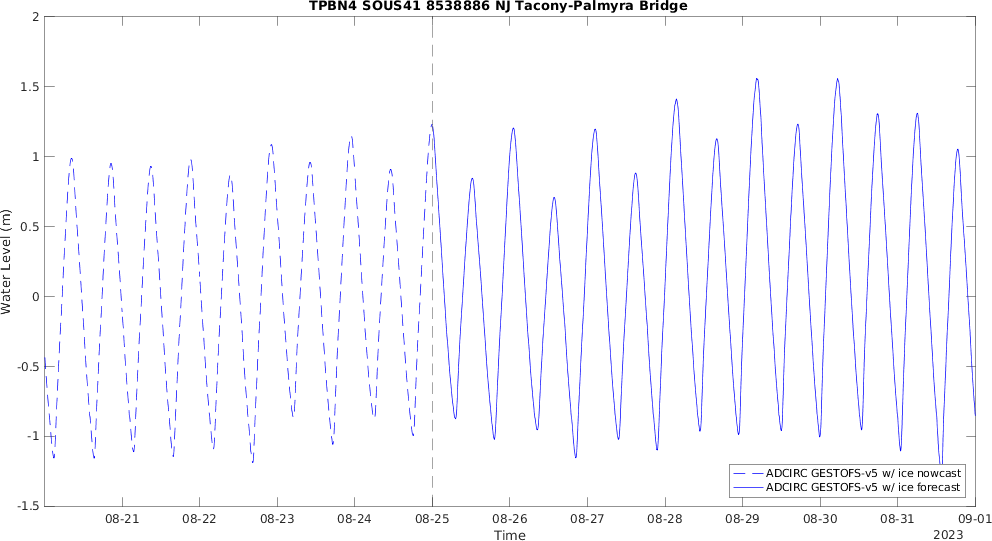 TPBN4 SOUS41 8538886 NJ Tacony-Palmyra Bridge
2
1.5
1
0.5
0
-0.5
-1
-1.5
Water Level (m)
ADCIRC GESTOFS-v5 w/ ice nowcast
ADCIRC GESTOFS-v5 w/ ice forecast
08-21 08-22 08-23 08-24 08-25 08-26 08-27 08-28 08-29 08-30 08-31 09-01
Time
2023